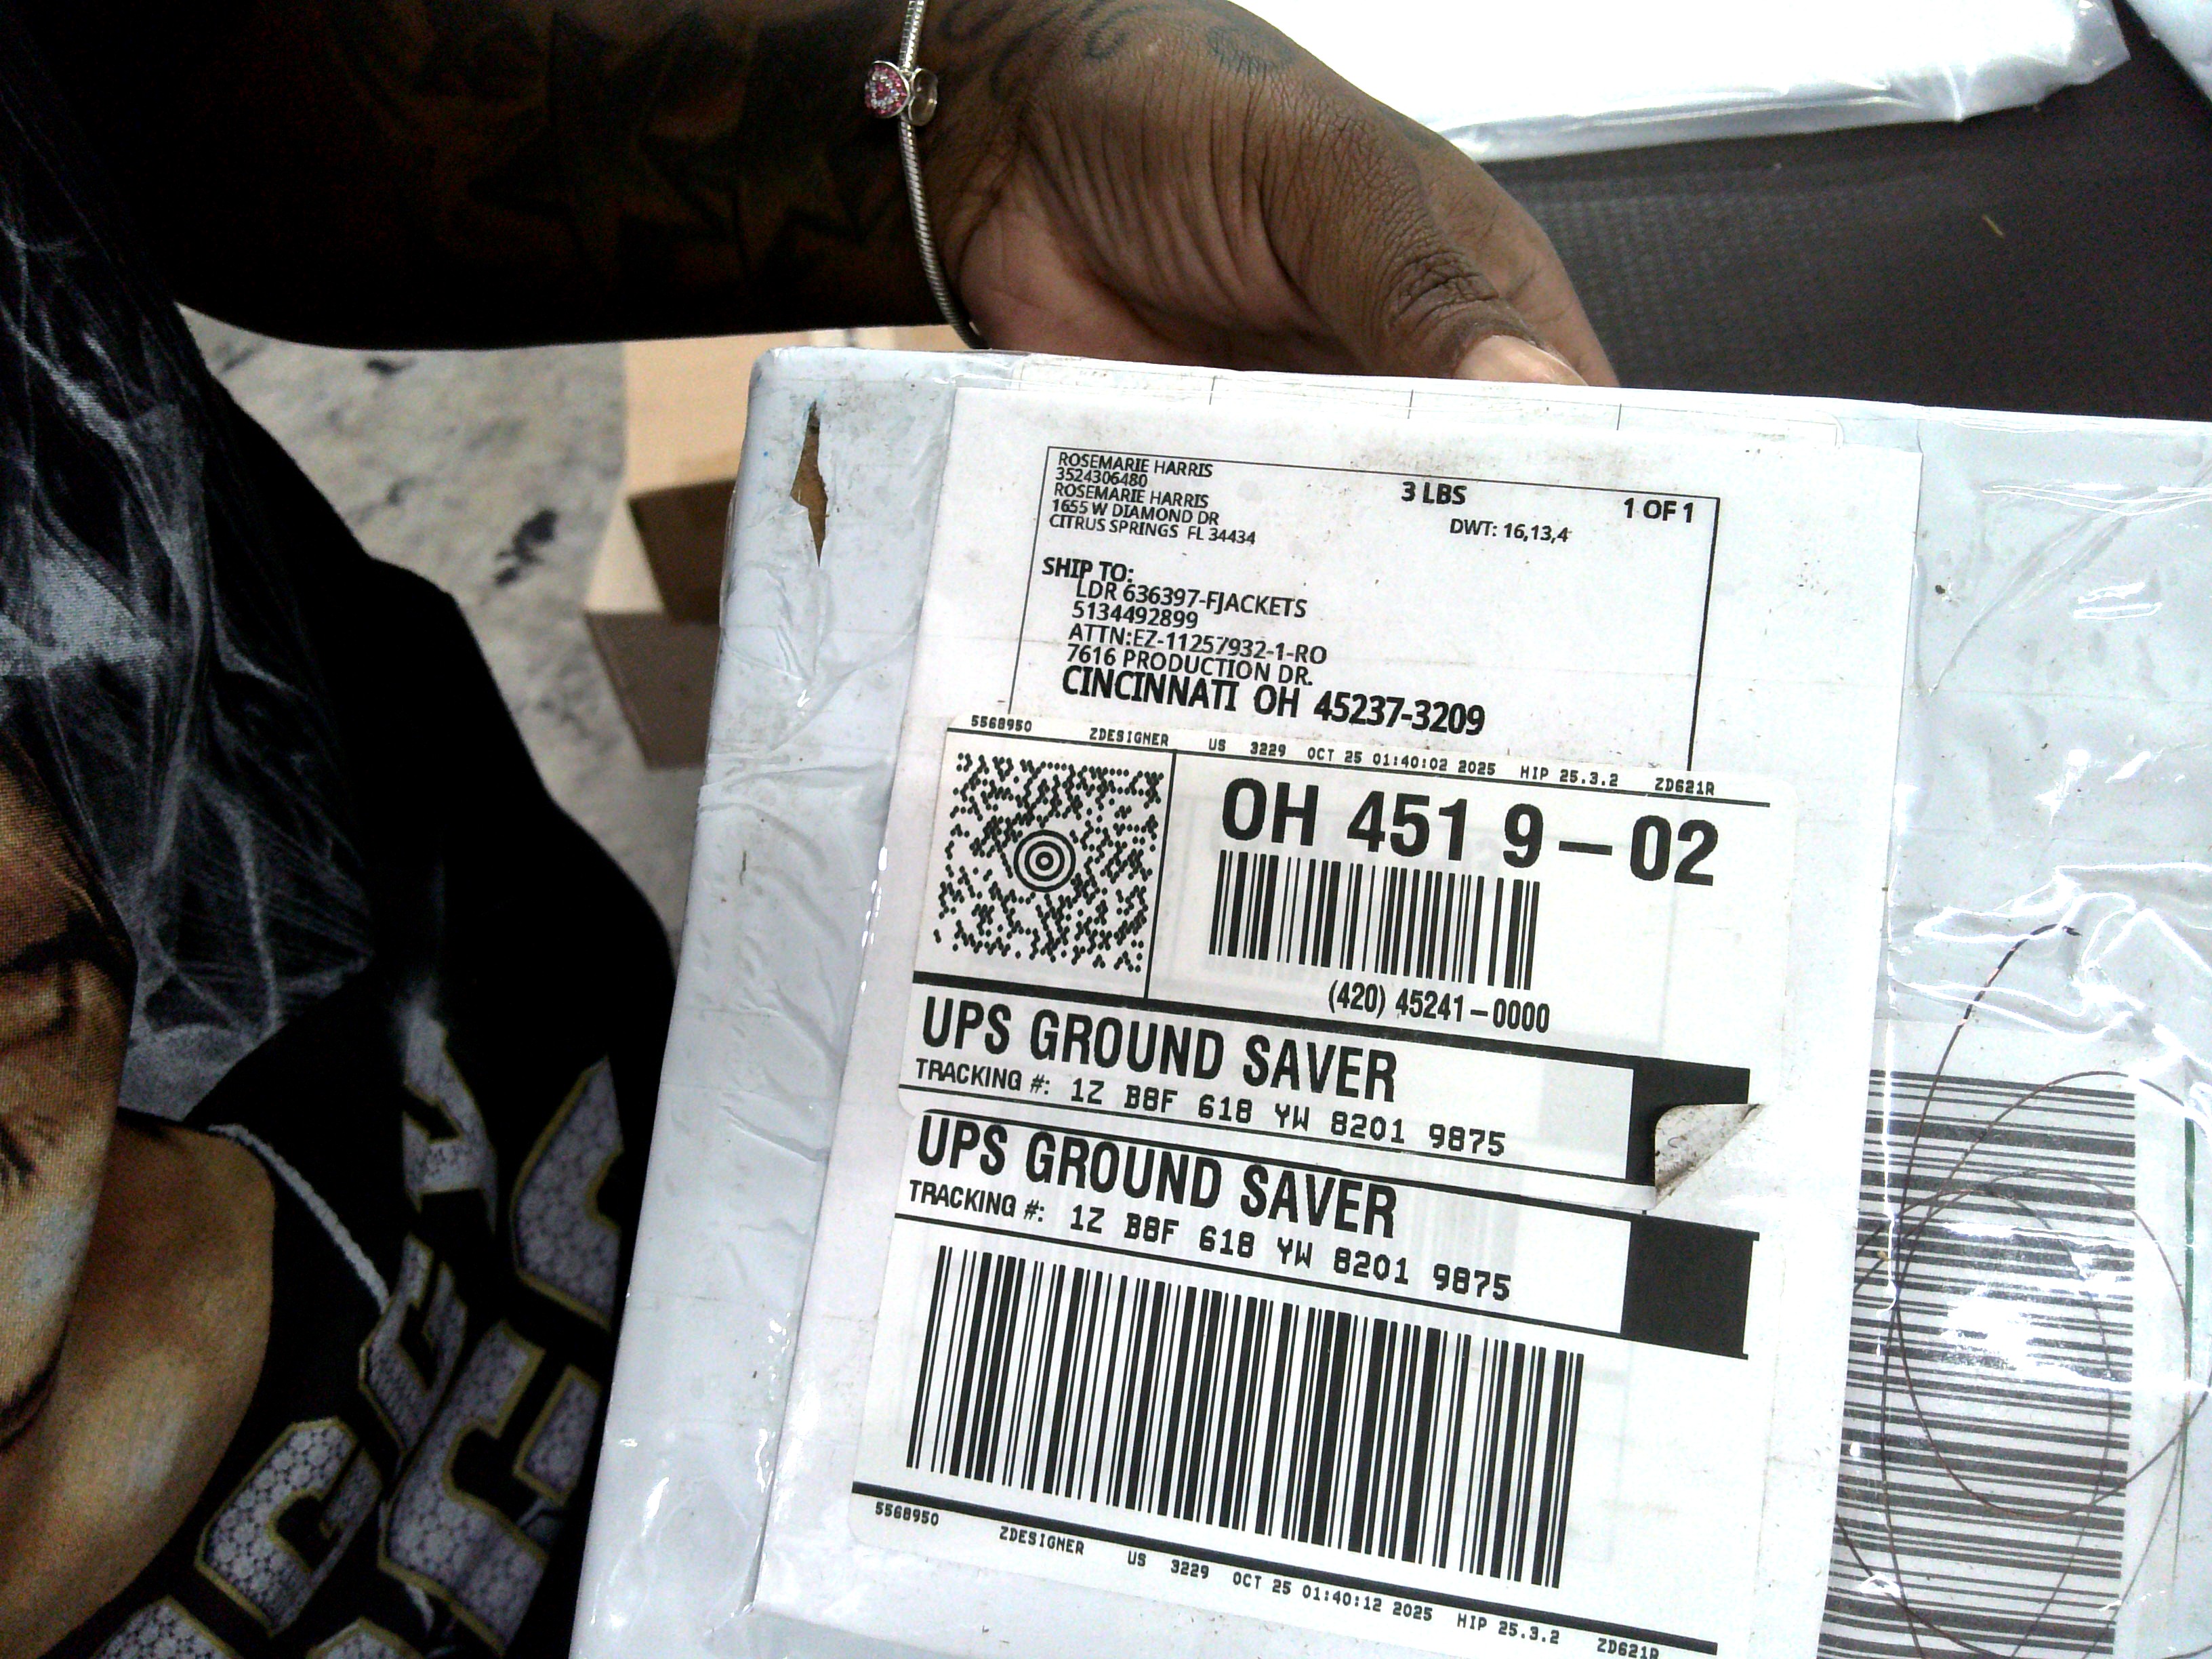 ROSEMARIE HARRIS
3524306480
ROSEMARIE HARRIS
1655 W DIAMOND DR
CITRUS SPRINGS FL 34434
3 LBS
1 OF 1
DWT: 16,13,4
SHIP TO:
LDR 636397-FJACKETS
5134492899
ATTN:EZ-11257932-1-RO
7616 PRODUCTION DR.
CINCINNATI OH 45237-3209
5568950 ZDESIGNER US 3229 OCT 25 01:40:02 2025 HIP 25.3.2 ZD621R
OH 451 9-02
(420) 45241-0000
UPS GROUND SAVER
TRACKING #: 1Z B8F 618 YW 8201 9875
UPS GROUND SAVER
TRACKING #: 1Z B8F 618 YW 8201 9875
5568950 ZDESIGNER US 3229 OCT 25 01:40:12 2025 HIP 25.3.2 ZD621R